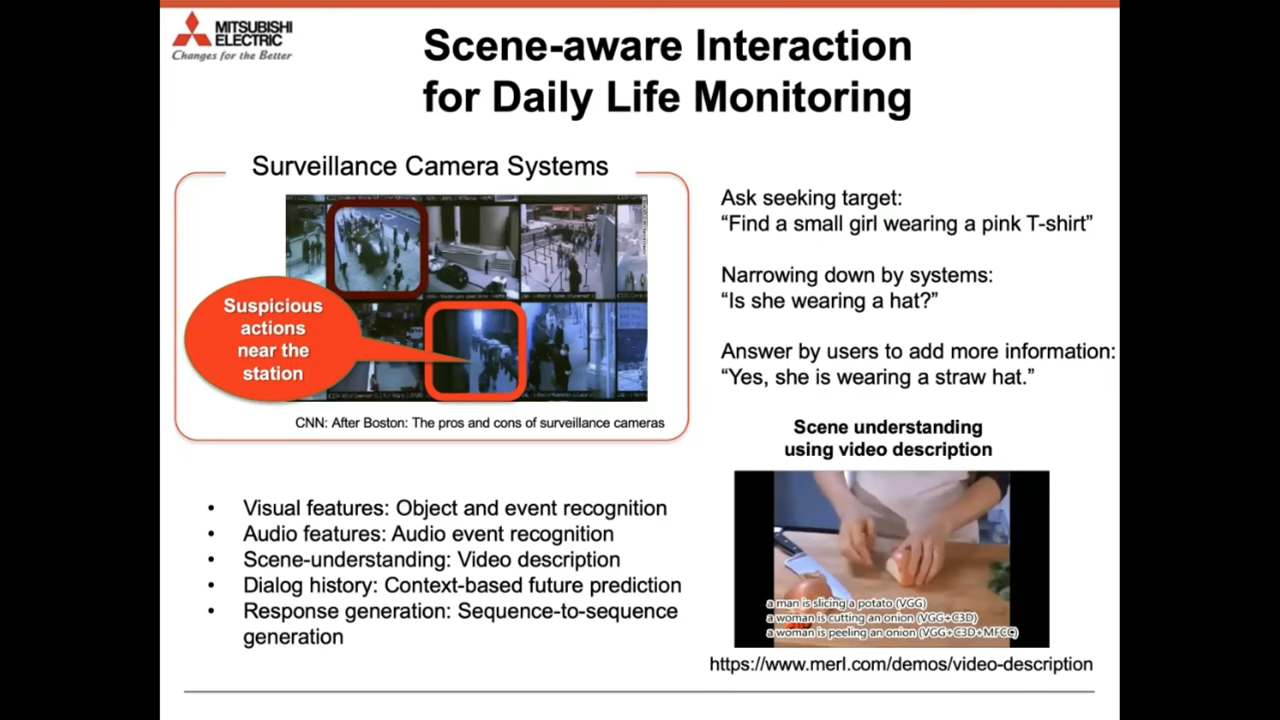 MITSUBISHI
ELECTRIC
Changes for the Better
Scene-aware Interaction
for Daily Life Monitoring
Surveillance Camera Systems
Suspicious
actions
near the
station
CNN: After Boston: The pros and cons of surveillance cameras
• Visual features: Object and event recognition
• Audio features: Audio event recognition
• Scene-understanding: Video description
• Dialog history: Context-based future prediction
• Response generation: Sequence-to-sequence
generation
Ask seeking target:
“Find a small girl wearing a pink T-shirt”
Narrowing down by systems:
“Is she wearing a hat?”
Answer by users to add more information:
“Yes, she is wearing a straw hat.”
Scene understanding
using video description
a man is slicing a potato (VGG)
a woman is cutting an onion (VGG+C3D)
a woman is peeling an onion (VGG+C3D+MFCC)
https://www.merl.com/demos/video-description